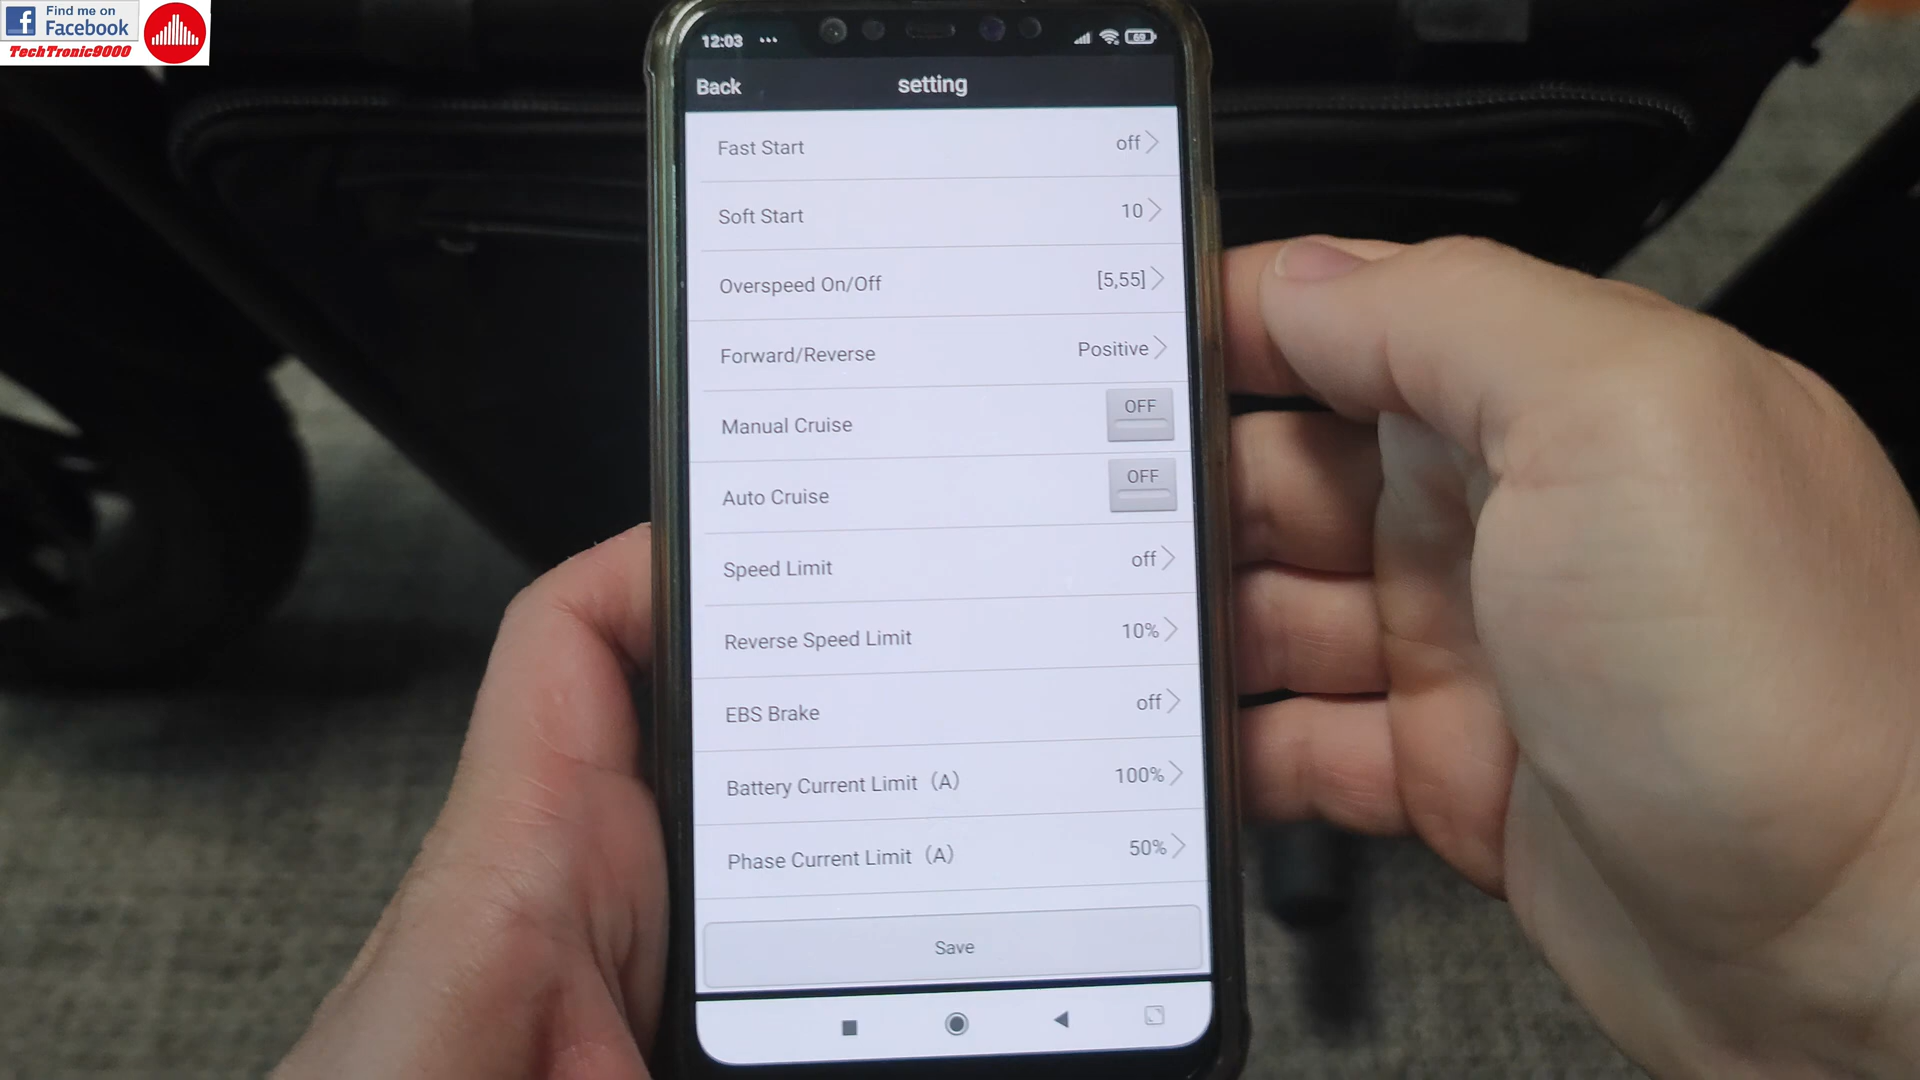 Find me on
Facebook
TechTronic9000
12:03 ...
69
Back
setting
Fast Start off
Soft Start 10
Overspeed On/Off [5,55]
Forward/Reverse Positive
Manual Cruise OFF
Auto Cruise OFF
Speed Limit off
Reverse Speed Limit 10%
EBS Brake off
Battery Current Limit（A） 100%
Phase Current Limit（A） 50%
Save